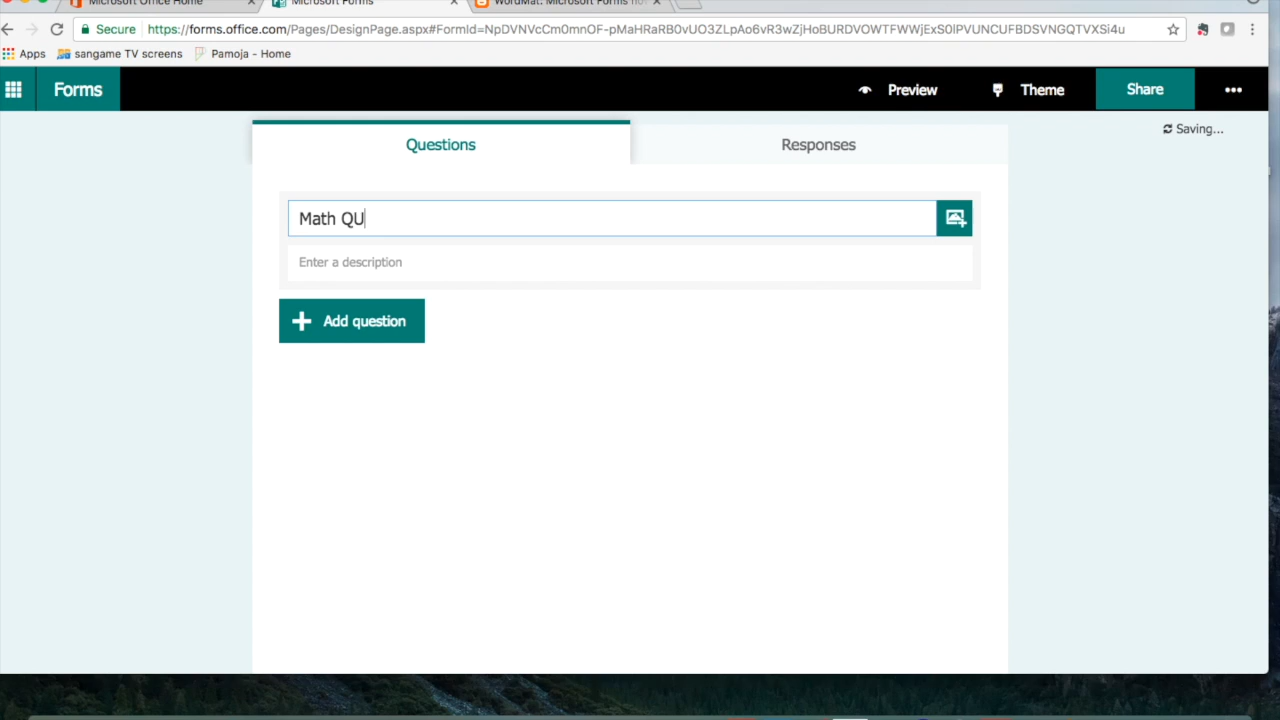 Microsoft Office Home
Microsoft Forms
WordMat: Microsoft Forms no
Secure https://forms.office.com/Pages/DesignPage.aspx#FormId=NpDVNVcCm0mnOF-pMaHRaRB0vUO3ZLpAo6vR3wZjHoBURDVOWTFWWjExS0lPVUNCUFBDSVNGQTVXSi4u
Apps sangame TV screens Pamoja - Home
Forms Preview Theme Share
Saving...
Questions Responses
Math QU
Enter a description
Add question